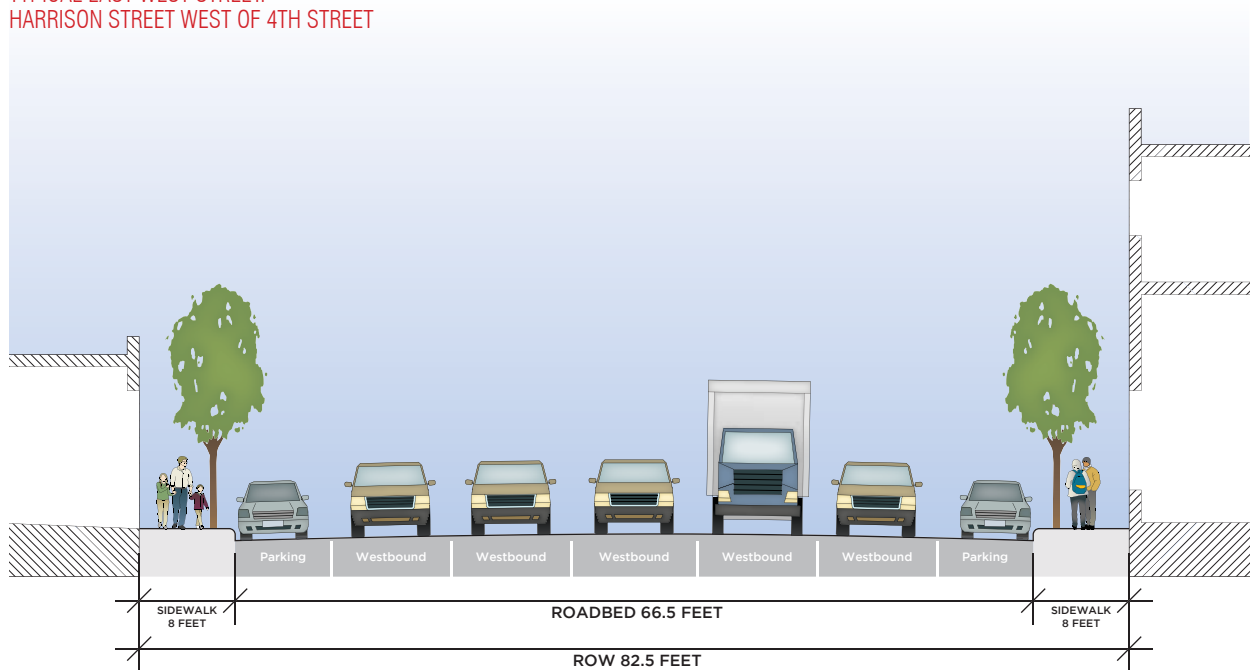 HARRISON STREET WEST OF 4TH STREET
Parking
Westbound
Westbound
Westbound
Westbound
Westbound
Parking
SIDEWALK
8 FEET
ROADBED 66.5 FEET
SIDEWALK
8 FEET
ROW 82.5 FEET